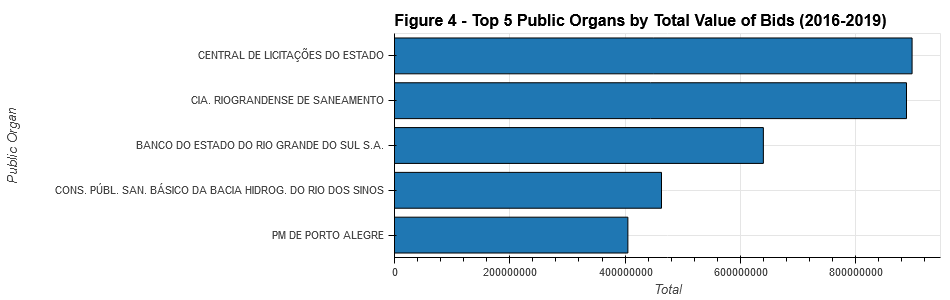 Figure 4 - Top 5 Public Organs by Total Value of Bids (2016-2019)
Public Organ
CENTRAL DE LICITAÇÕES DO ESTADO
CIA. RIOGRANDENSE DE SANEAMENTO
BANCO DO ESTADO DO RIO GRANDE DO SUL S.A.
CONS. PÚBL. SAN. BÁSICO DA BACIA HIDROG. DO RIO DOS SINOS
PM DE PORTO ALEGRE
0 200000000 400000000 600000000 800000000
Total